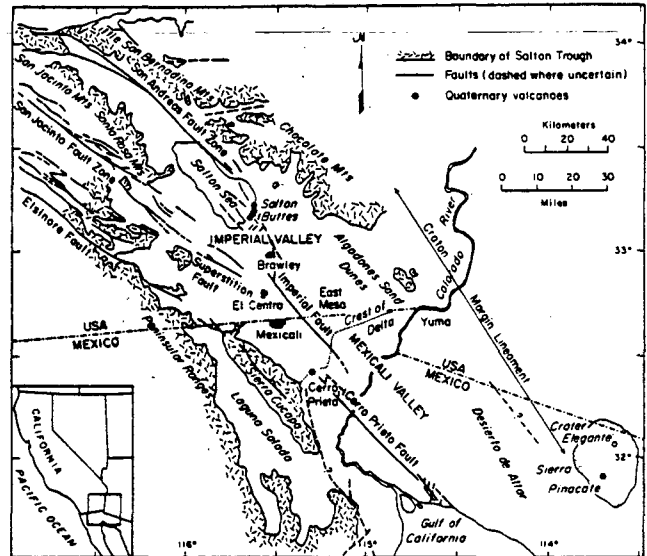 34°
Boundary of Salton Trough
Faults (dashed where uncertain)
Quaternary volcanoes
Kilometers
0 20 40
0 10 20 30
Miles
Little San Bernadino Mts
San Andreas Fault Zone
San Jacinto Mts
Santa Rosa Mts
San Jacinto Fault Zone
Chocolate Mts
Salton Sea
Salton Buttes
Elsinore Fault
IMPERIAL VALLEY
Brawley
Algodones Sand Dunes
Superstition Fault
El Centro
Imperial Fault
East Mesa
33°
River
Colorado
Craton
Margin Lineament
Crest of Delta
Yuma
USA
MEXICO
Mexicali
Peninsular Ranges
MEXICALI VALLEY
USA
MEXICO
Sierra Cucapa
Cerro Prieto
Cerro Prieto Fault
Laguna Salada
Desierto de Altar
?
Crater Elegante
32°
Sierra Pinacate
Gulf of California
CALIFORNIA
PACIFIC OCEAN
116°
115°
114°